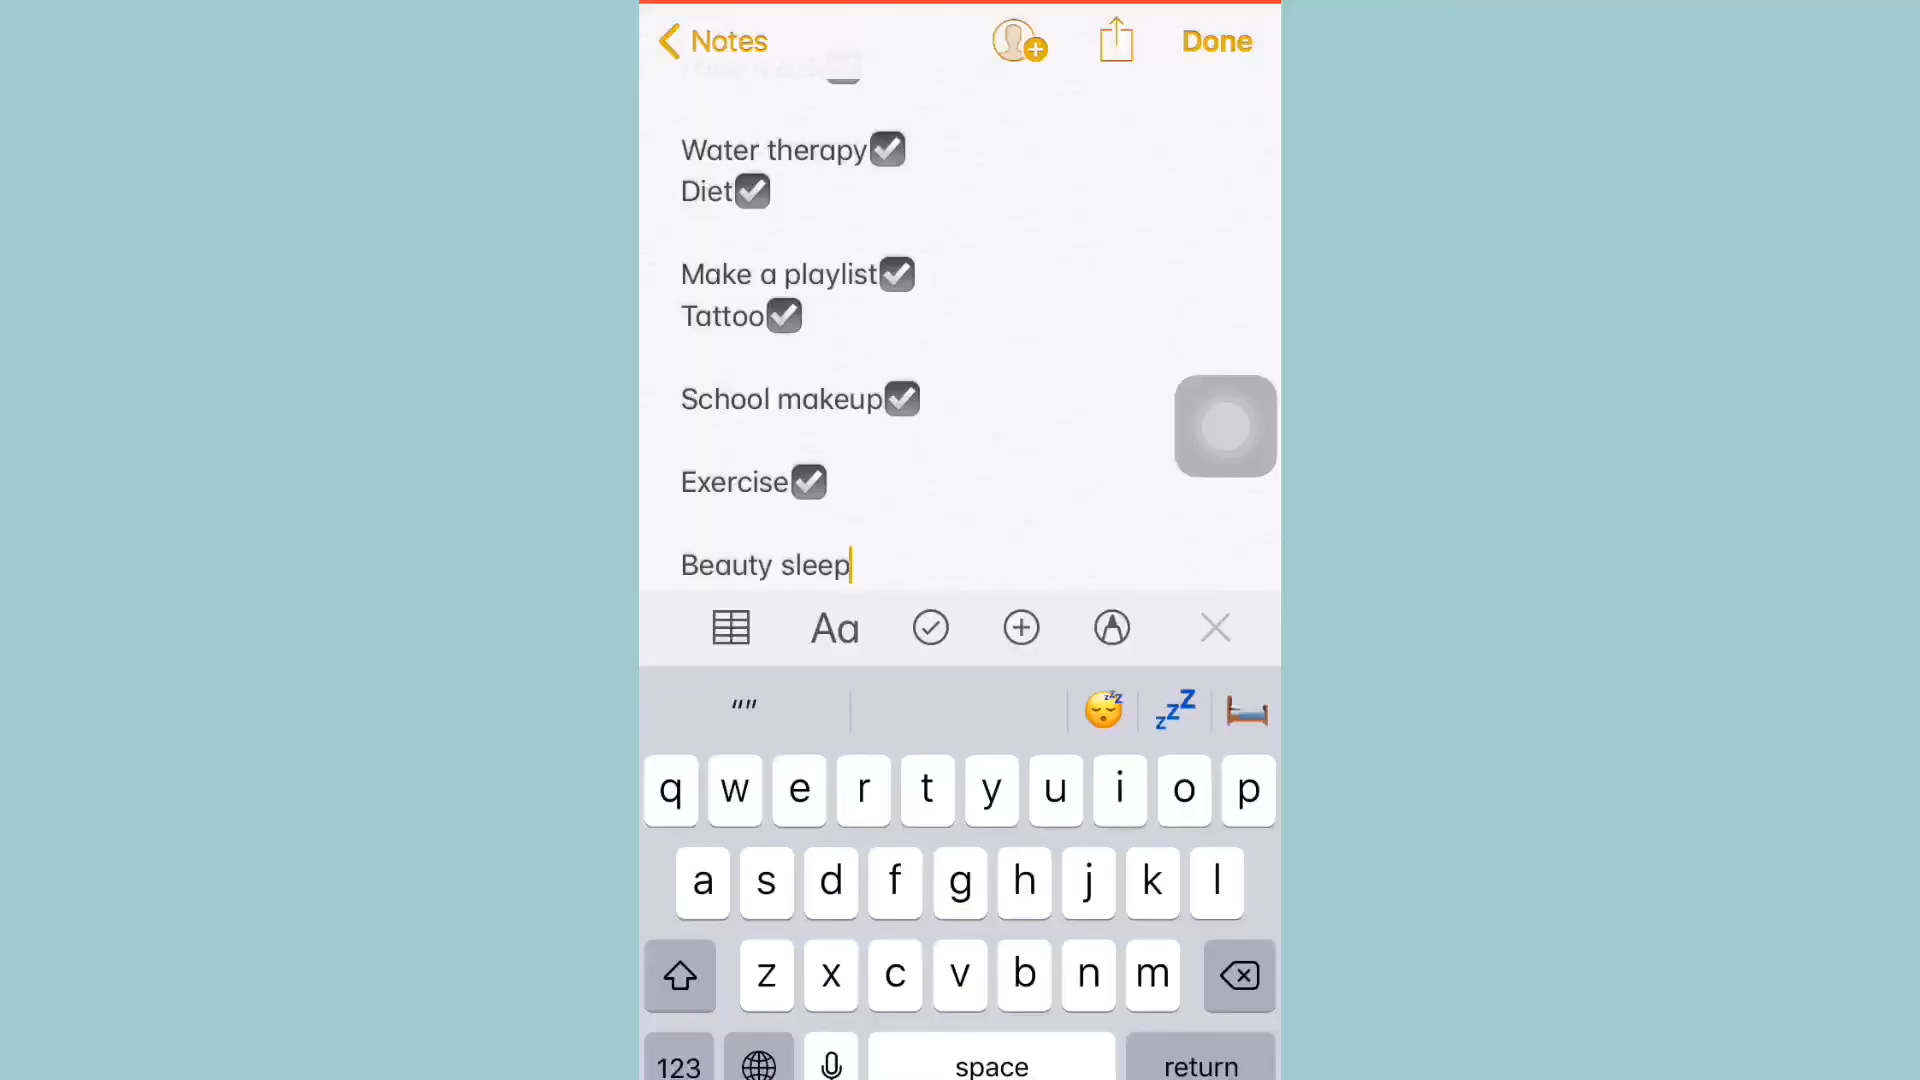 Notes
Done
Water therapy☑
Diet☑
Make a playlist☑
Tattoo☑
School makeup☑
Exercise☑
Beauty sleep
Aa
“”
q w e r t y u i o p
a s d f g h j k l
z x c v b n m
123 space return